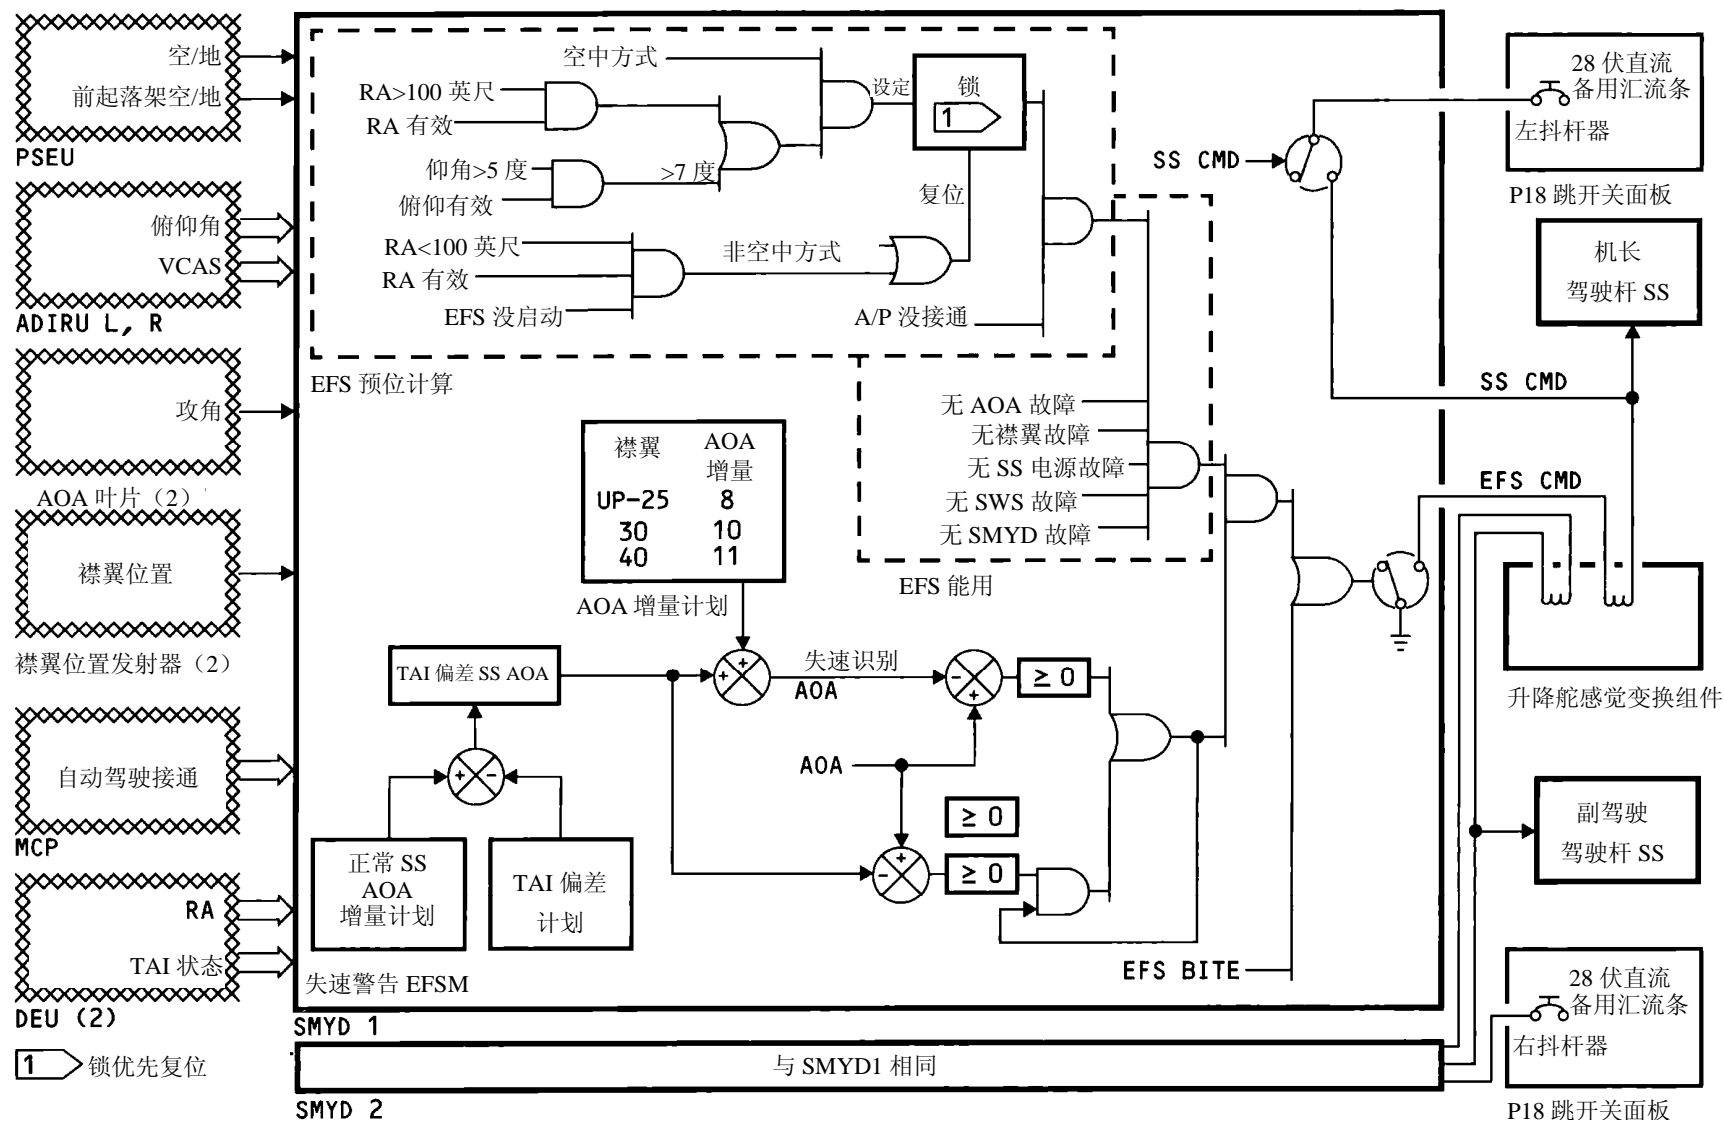 空/地
前起落架空/地
PSEU
俯仰角
VCAS
ADIRU L, R
攻角
AOA 叶片（2）
襟翼位置
襟翼位置发射器（2）
自动驾驶接通
MCP
RA
TAI 状态
DEU (2)
1 锁优先复位
空中方式
RA>100 英尺
RA 有效
仰角>5 度
>7 度
俯仰有效
RA<100 英尺
RA 有效
EFS 没启动
非空中方式
设定
锁
1
复位
A/P 没接通
EFS 预位计算
无 AOA 故障
无襟翼故障
无 SS 电源故障
无 SWS 故障
无 SMYD 故障
EFS 能用
襟翼 AOA
增量
UP-25 8
30 10
40 11
AOA 增量计划
TAI 偏差 SS AOA
+
+
失速识别
AOA
-
+
≥ 0
AOA
≥ 0
+
-
≥ 0
+ -
正常 SS
AOA
增量计划
TAI 偏差
计划
EFS BITE
失速警告 EFSM
SMYD 1
与 SMYD1 相同
SMYD 2
SS CMD
28 伏直流
备用汇流条
左抖杆器
P18 跳开关面板
机长
驾驶杆 SS
SS CMD
EFS CMD
升降舵感觉变换组件
副驾驶
驾驶杆 SS
28 伏直流
备用汇流条
右抖杆器
P18 跳开关面板